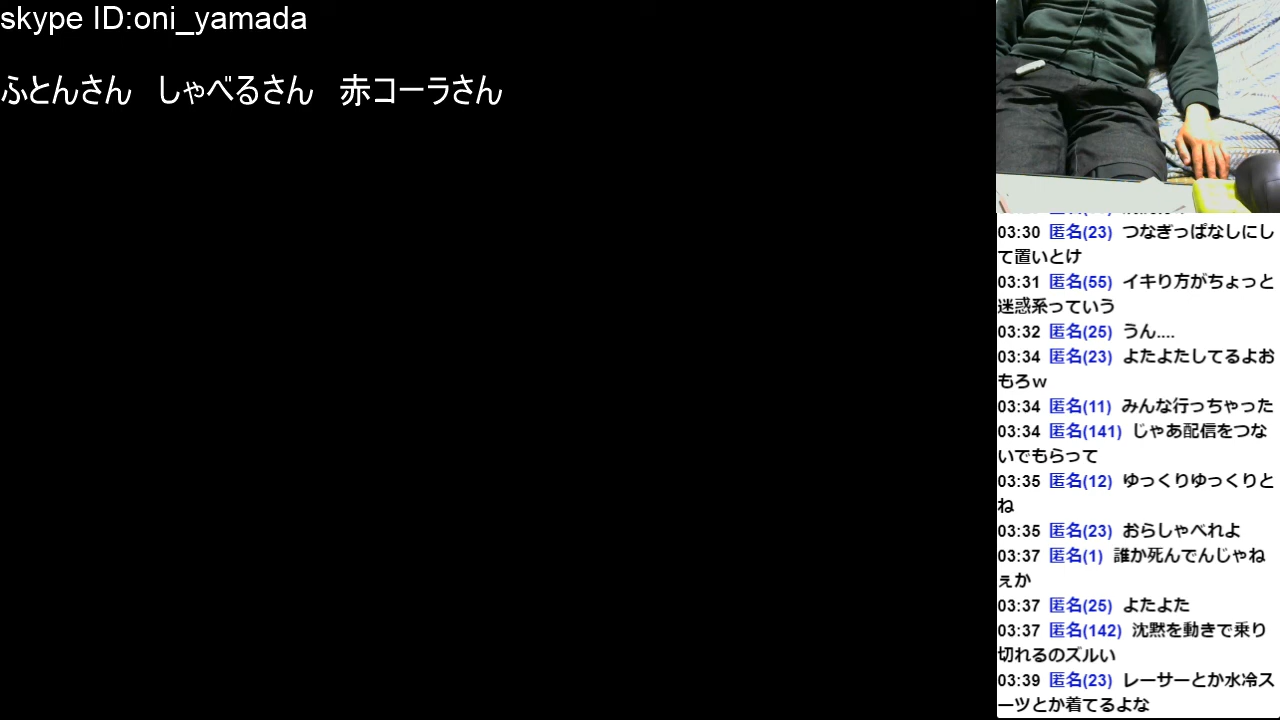 skype ID:oni_yamada
ふとんさん　しゃべるさん　赤コーラさん
03:30 匿名(23) つなぎっぱなしにし
て置いとけ
03:31 匿名(55) イキり方がちょっと
迷惑系っていう
03:32 匿名(25) うん....
03:34 匿名(23) よたよたしてるよお
もろｗ
03:34 匿名(11) みんな行っちゃった
03:34 匿名(141) じゃあ配信をつな
いでもらって
03:35 匿名(12) ゆっくりゆっくりと
ね
03:35 匿名(23) おらしゃべれよ
03:37 匿名(1) 誰か死んでんじゃね
ぇか
03:37 匿名(25) よたよた
03:37 匿名(142) 沈黙を動きで乗り
切れるのズルい
03:39 匿名(23) レーサーとか水冷ス
ーツとか着てるよな